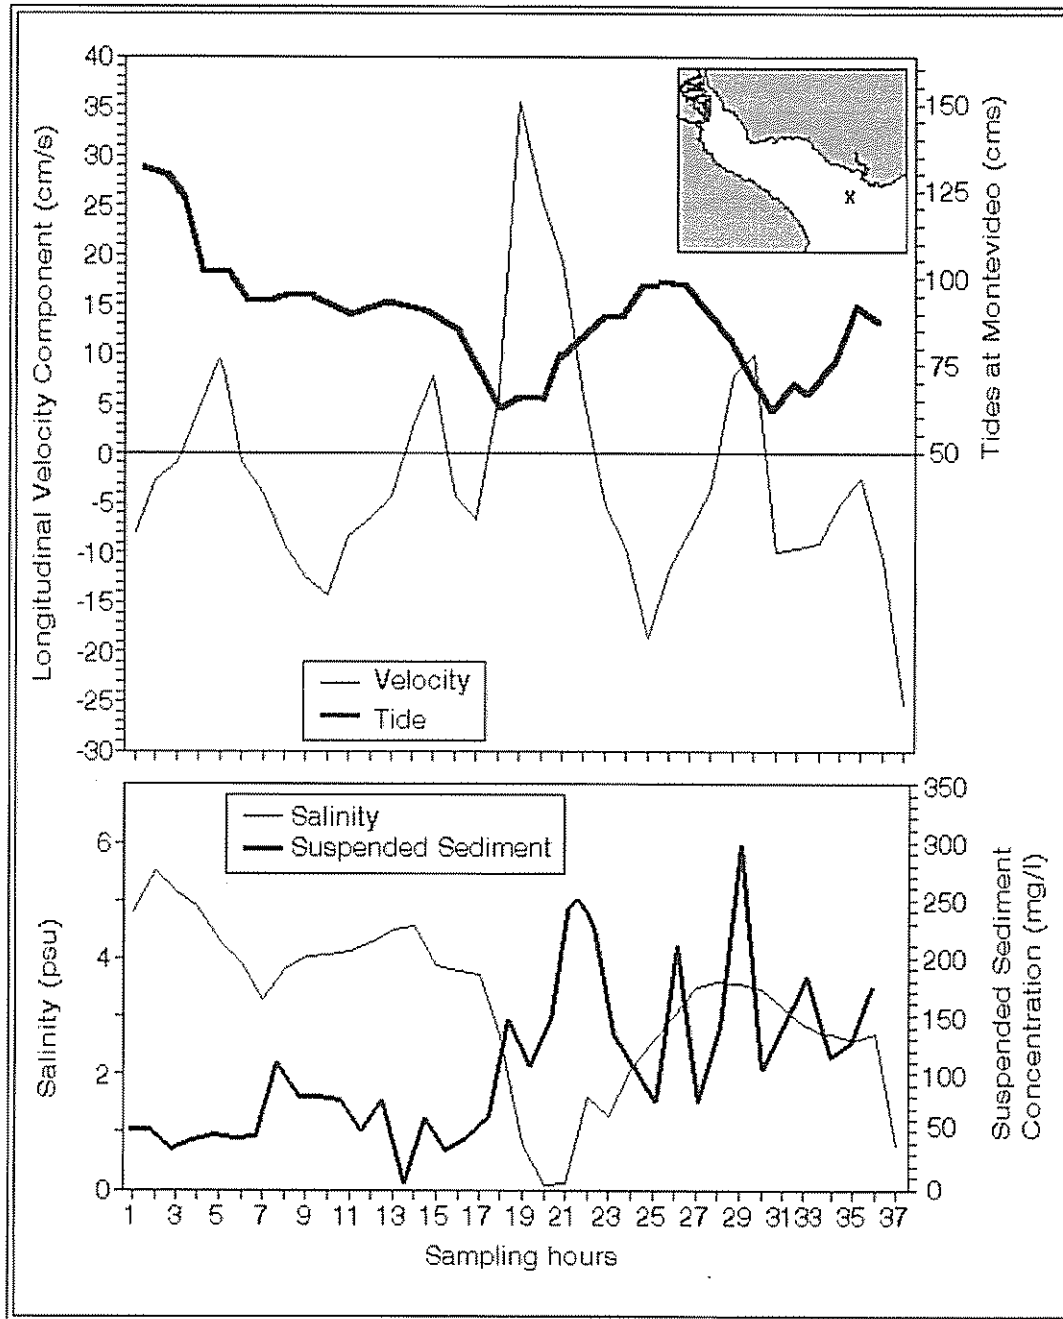 40
35
30
25
20
15
10
5
0
-5
-10
-15
-20
-25
-30
Longitudinal Velocity Component (cm/s)
150
125
100
75
50
Tides at Montevideo (cms)
x
Velocity
Tide
6
4
2
0
Salinity (psu)
Salinity
Suspended Sediment
350
300
250
200
150
100
50
0
Suspended Sediment
Concentration (mg/l)
1 3 5 7 9 11 13 15 17 19 21 23 25 27 29 31 33 35 37
Sampling hours